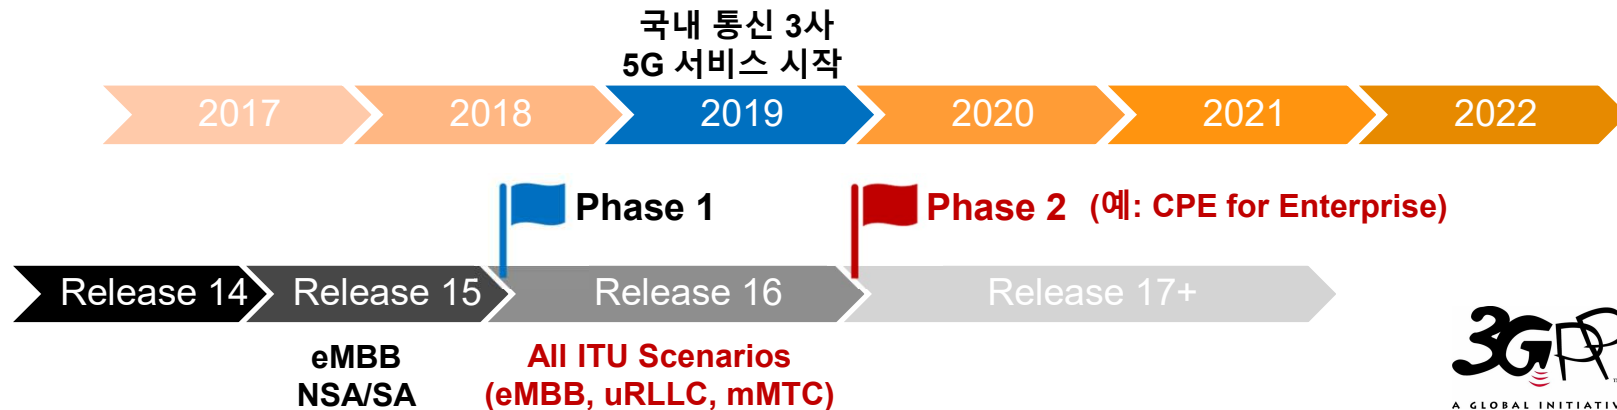 국내 통신 3사
5G 서비스 시작
2017 2018 2019 2020 2021 2022
Phase 1 Phase 2 (예: CPE for Enterprise)
Release 14 Release 15 Release 16 Release 17+
eMBB All ITU Scenarios
NSA/SA (eMBB, uRLLC, mMTC)
3GPP
A GLOBAL INITIATIV